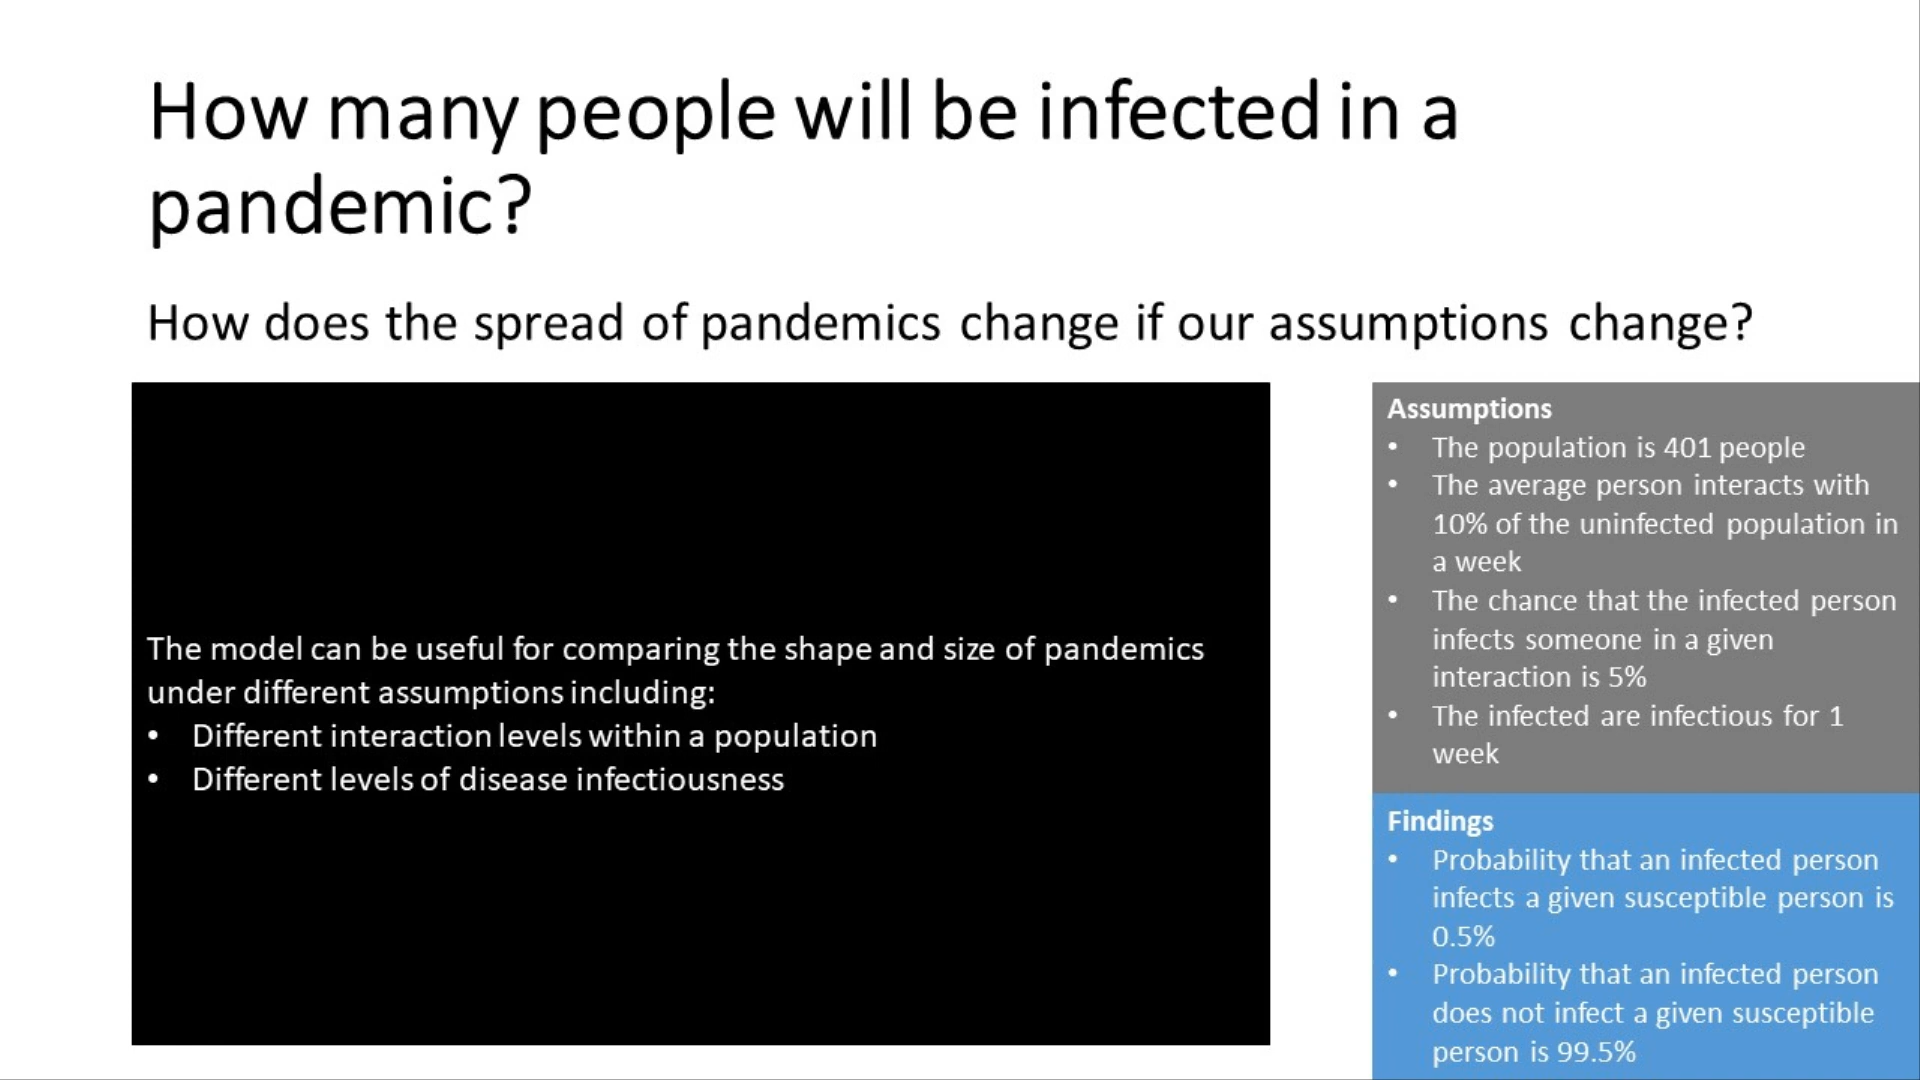 How many people will be infected in a
pandemic?
How does the spread of pandemics change if our assumptions change?
The model can be useful for comparing the shape and size of pandemics
under different assumptions including:
• Different interaction levels within a population
• Different levels of disease infectiousness
Assumptions
• The population is 401 people
• The average person interacts with
10% of the uninfected population in
a week
• The chance that the infected person
infects someone in a given
interaction is 5%
• The infected are infectious for 1
week
Findings
• Probability that an infected person
infects a given susceptible person is
0.5%
• Probability that an infected person
does not infect a given susceptible
person is 99.5%